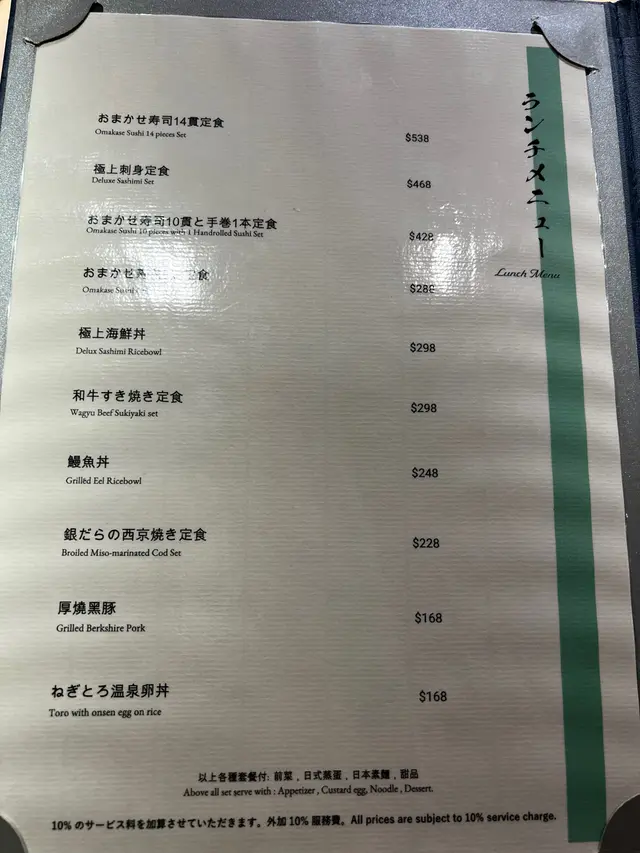 ランチメニュー
Lunch Menu
おまかせ寿司14貫定食
Omakase Sushi 14 pieces Set
$538
極上刺身定食
Deluxe Sashimi Set
$468
おまかせ寿司10貫と手巻1本定食
Omakase Sushi 10 pieces with 1 Handrolled Sushi Set
$428
おまかせ 定食
Omakase
極上海鮮丼
Delux Sashimi Ricebowl
$298
和牛すき焼き定食
Wagyu Beef Sukiyaki set
$298
鰻魚丼
Grilled Eel Ricebowl
$248
銀だらの西京焼き定食
Broiled Miso-marinated Cod Set
$228
厚燒黑豚
Grilled Berkshire Pork
$168
ねぎとろ温泉卵丼
Toro with onsen egg on rice
$168
以上各種套餐付: 前菜 , 日式蒸蛋 , 日本素麵 , 甜品
Above all set serve with : Appetizer , Custard egg, Noodle , Dessert.
10% のサービス料を加算させていただきます。外加 10% 服務費。All prices are subject to 10% service charge.